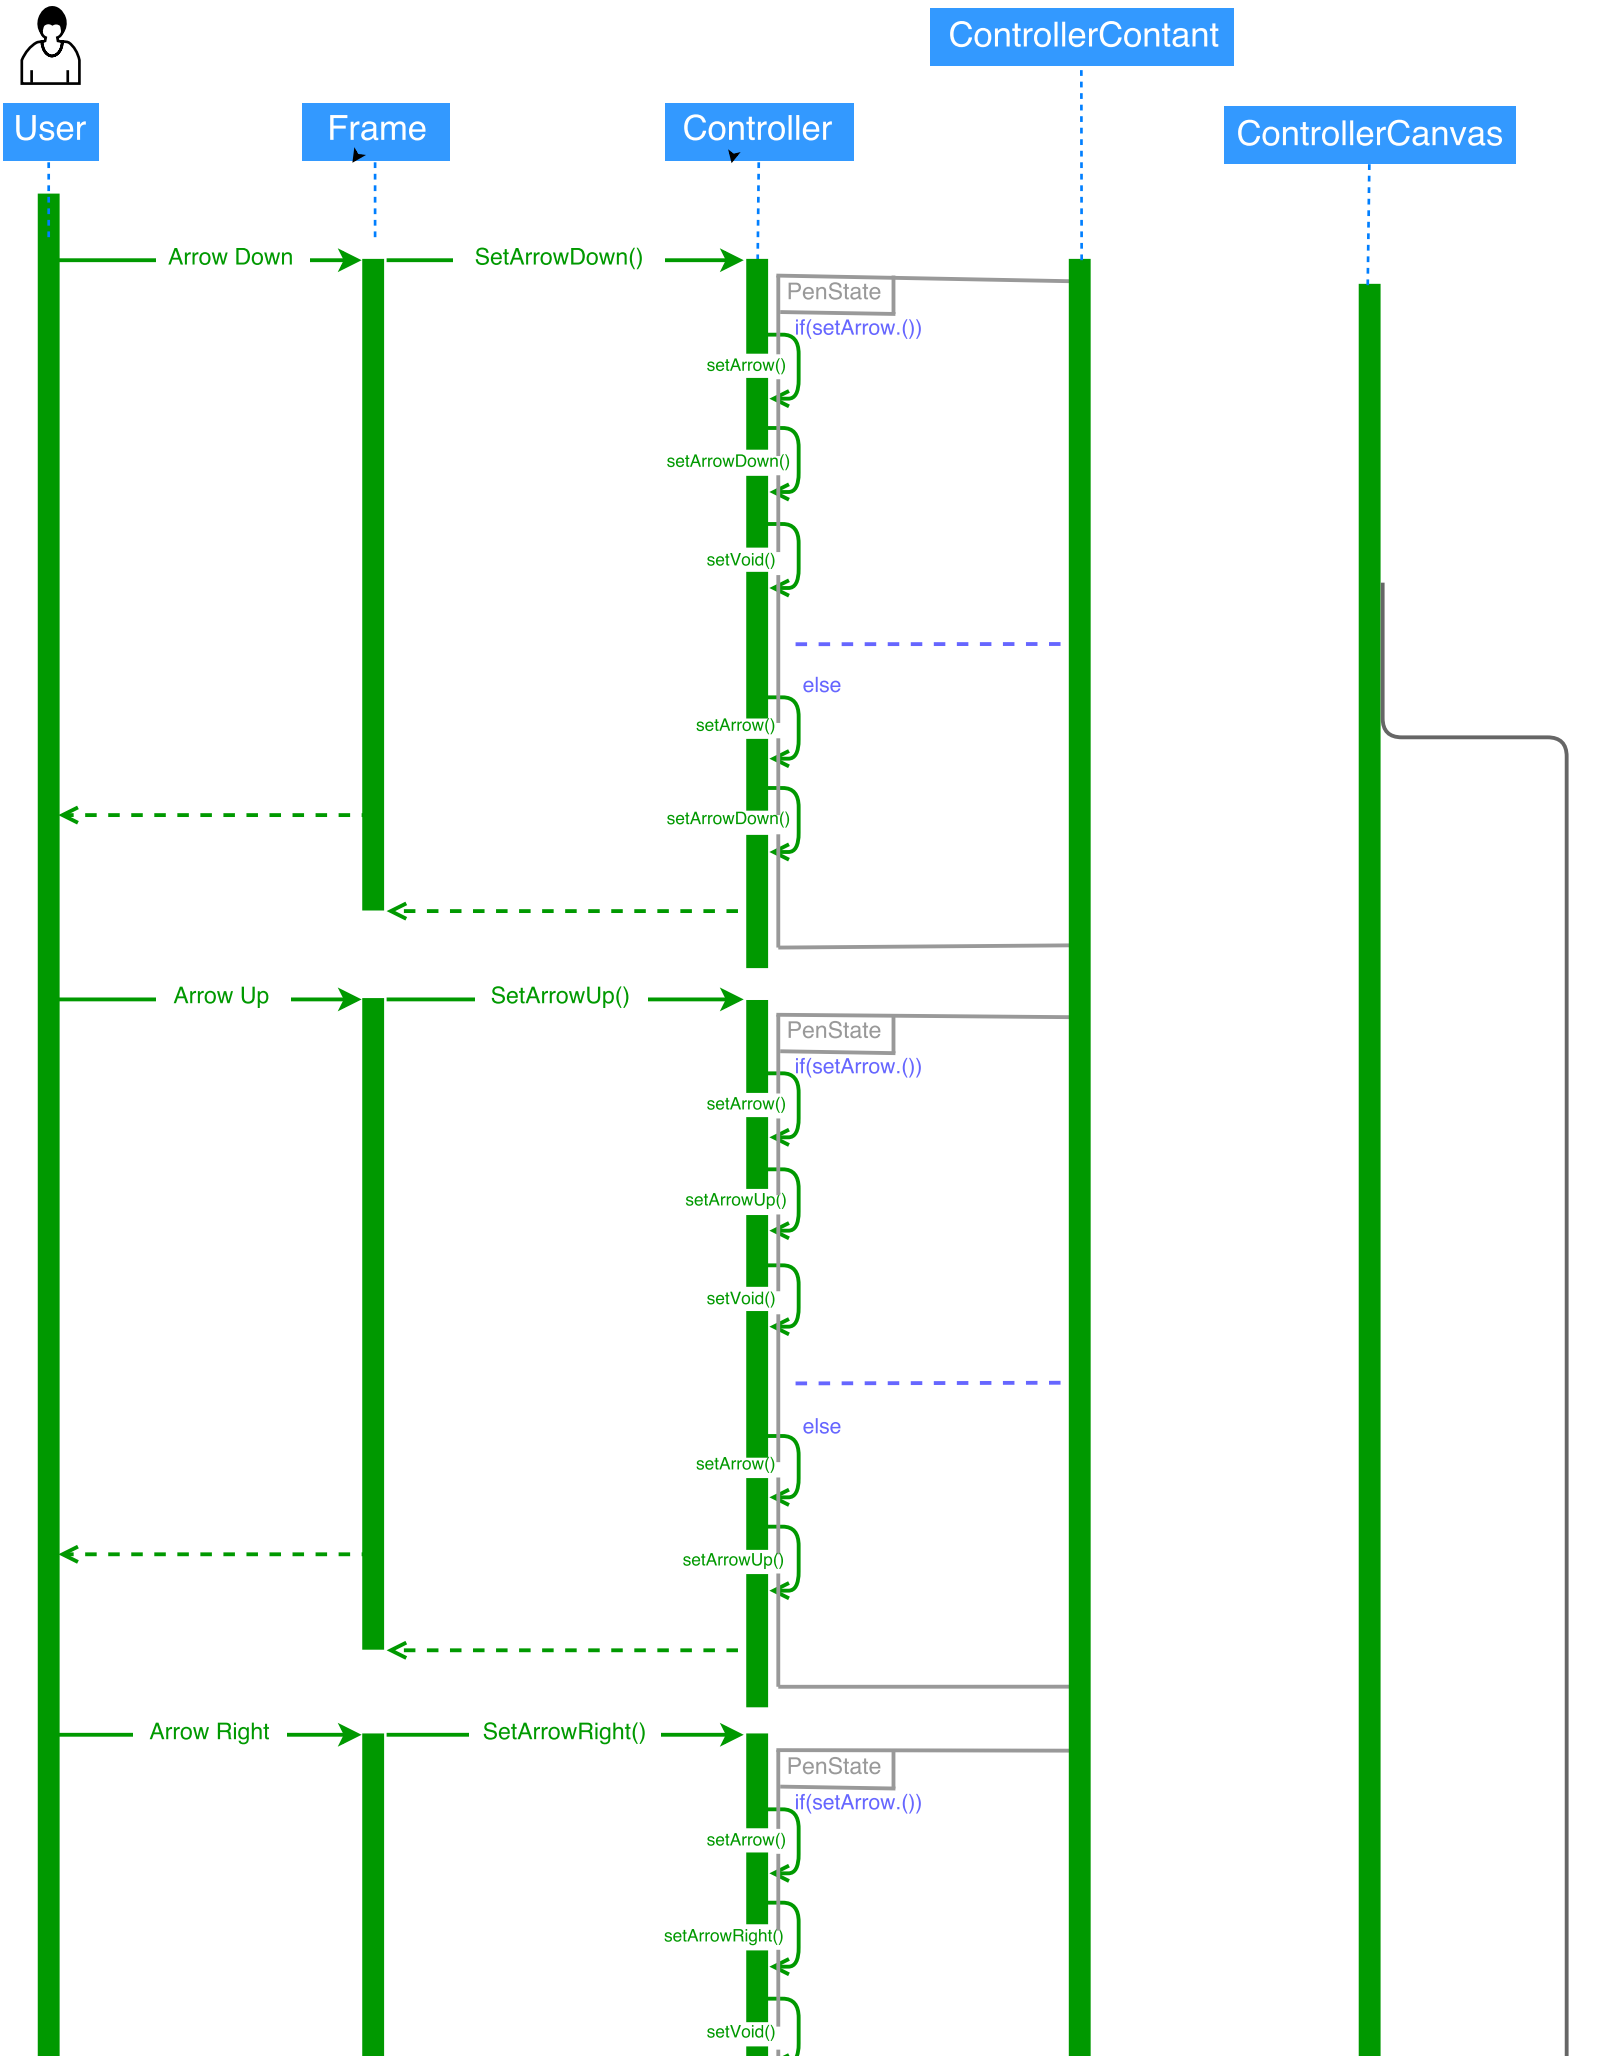 ControllerContant
User
Frame
Controller
ControllerCanvas
Arrow Down
SetArrowDown()
PenState
if(setArrow.())
setArrow()
setArrowDown()
setVoid()
else
setArrow()
setArrowDown()
Arrow Up
SetArrowUp()
PenState
if(setArrow.())
setArrow()
setArrowUp()
setVoid()
else
setArrow()
setArrowUp()
Arrow Right
SetArrowRight()
PenState
if(setArrow.())
setArrow()
setArrowRight()
setVoid()